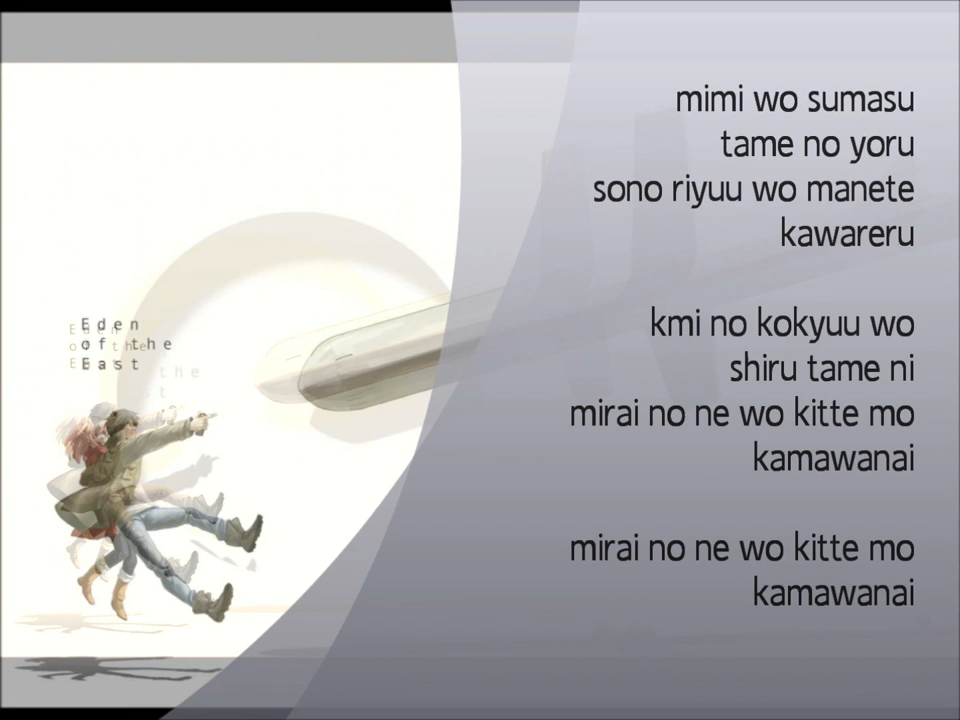 Eden
of the
East
mimi wo sumasu
tame no yoru
sono riyuu wo manete
kawareru
kmi no kokyuu wo
shiru tame ni
mirai no ne wo kitte mo
kamawanai
mirai no ne wo kitte mo
kamawanai